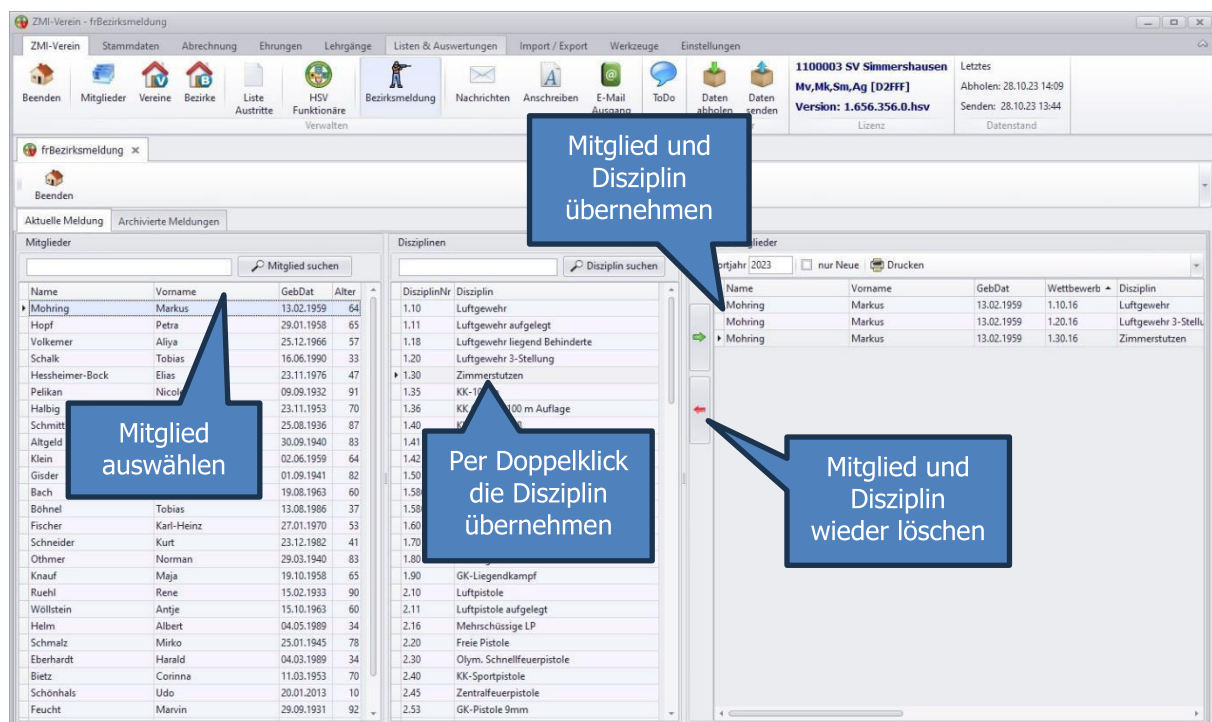 ZMI-Verein - frBezirksmeldung
ZMI-Verein Stammdaten Abrechnung Ehrungen Lehrgänge Listen & Auswertungen Import / Export Werkzeuge Einstellungen
Beenden Mitglieder Vereine Bezirke Liste Austritte HSV Funktionäre Bezirksmeldung Nachrichten Anschreiben E-Mail Ausgang ToDo Daten abholen Daten senden
Verwalten
1100003 SV Simmershausen
Mv,Mk,Sm,Ag [D2FFF]
Version: 1.656.356.0.hsv
Lizenz
Letztes
Abholen: 28.10.23 14:09
Senden: 28.10.23 13:44
Datenstand
frBezirksmeldung
Beenden
Aktuelle Meldung Archivierte Meldungen
Mitglieder
Mitglied suchen
Name Vorname GebDat Alter
Mohring Markus 13.02.1959 64
Hopf Petra 29.01.1958 65
Volkemer Aliya 25.12.1966 57
Schalk Tobias 16.06.1990 33
Hessheimer-Bock Elias 23.11.1976 47
Pelikan 09.09.1932 91
Halbig 23.11.1953 70
Schmitt 25.08.1936 87
Altgeld 30.09.1940 83
Klein 02.06.1959 64
Gisder 01.09.1941 82
Bach 19.08.1963 60
Böhnel Tobias 13.08.1986 37
Fischer Karl-Heinz 27.01.1970 53
Schneider Kurt 23.12.1982 41
Othmer Norman 29.03.1940 83
Knauf Maja 19.10.1958 65
Ruehl Rene 15.02.1933 90
Wöllstein Antje 15.10.1963 60
Helm Albert 04.05.1989 34
Schmalz Mirko 25.01.1945 78
Eberhardt Harald 04.03.1989 34
Bietz Corinna 11.03.1953 70
Schönhals Udo 20.01.2013 10
Feucht Marvin 29.09.1931 92
Disziplinen
Disziplin suchen
DisziplinNr Disziplin
1.10 Luftgewehr
1.11 Luftgewehr aufgelegt
1.18 Luftgewehr liegend Behinderte
1.20 Luftgewehr 3-Stellung
1.30 Zimmerstutzen
1.35
1.36 100 m Auflage
1.40
1.41
1.42
1.50
1.58
1.58
1.60
1.70
1.80
1.90 GK-Liegendkampf
2.10 Luftpistole
2.11 Luftpistole aufgelegt
2.16 Mehrschüssige LP
2.20 Freie Pistole
2.30 Olym. Schnellfeuerpistole
2.40 KK-Sportpistole
2.45 Zentralfeuerpistole
2.53 GK-Pistole 9mm
glieder
ortjahr 2023 nur Neue Drucken
Name Vorname GebDat Wettbewerb Disziplin
Mohring Markus 13.02.1959 1.10.16 Luftgewehr
Mohring Markus 13.02.1959 1.20.16 Luftgewehr 3-Stellu
Mohring Markus 13.02.1959 1.30.16 Zimmerstutzen
Mitglied und
Disziplin
übernehmen
Mitglied
auswählen
Per Doppelklick
die Disziplin
übernehmen
Mitglied und
Disziplin
wieder löschen